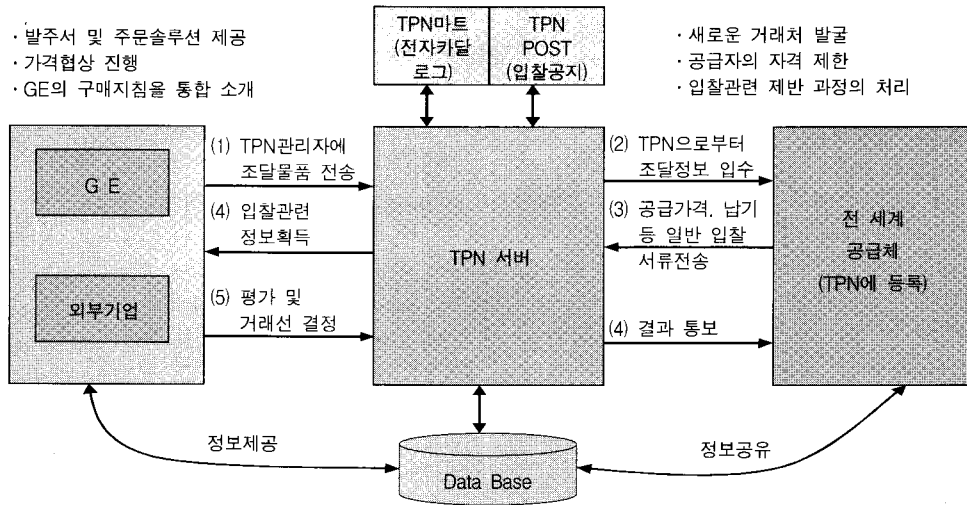 · 발주서 및 주문솔루션 제공
· 가격협상 진행
· GE의 구매지침을 통합 소개
TPN마트
(전자카달
로그)
TPN
POST
(입찰공지)
· 새로운 거래처 발굴
· 공급자의 자격 제한
· 입찰관련 제반 과정의 처리
G E
외부기업
(1) TPN관리자에
조달물품 전송
(4) 입찰관련
정보획득
(5) 평가 및
거래선 결정
TPN 서버
(2) TPN으로부터
조달정보 입수
(3) 공급가격, 납기
등 일반 입찰
서류전송
(4) 결과 통보
전 세계
공급체
(TPN에 등록)
정보제공
Data Base
정보공유